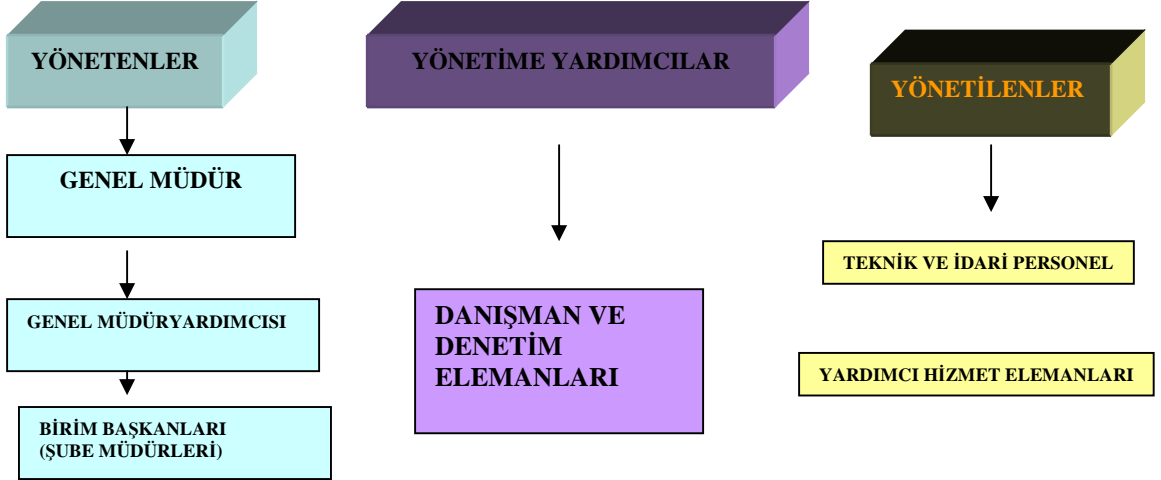 YÖNETENLER
GENEL MÜDÜR
GENEL MÜDÜRYARDIMCISI
BİRİM BAŞKANLARI
(ŞUBE MÜDÜRLERİ)
YÖNETİME YARDIMCILAR
DANIŞMAN VE
DENETİM
ELEMANLARI
YÖNETİLENLER
TEKNİK VE İDARİ PERSONEL
YARDIMCI HİZMET ELEMANLARI